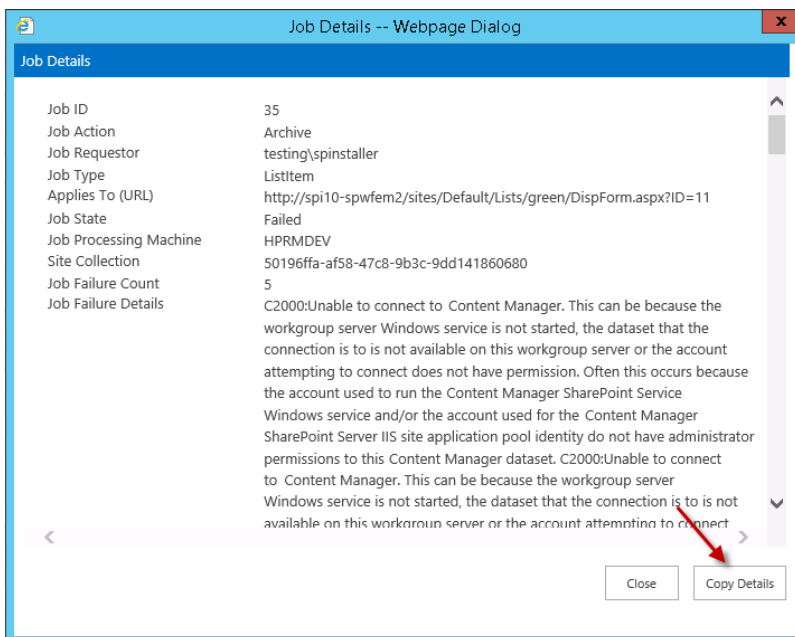 Job Details -- Webpage Dialog
x
Job Details
Job ID 35
Job Action Archive
Job Requestor testing\spinstaller
Job Type ListItem
Applies To (URL) http://spi10-spwfem2/sites/Default/Lists/green/DispForm.aspx?ID=11
Job State Failed
Job Processing Machine HPRMDEV
Site Collection 50196ffa-af58-47c8-9b3c-9dd141860680
Job Failure Count 5
Job Failure Details C2000:Unable to connect to Content Manager. This can be because the
workgroup server Windows service is not started, the dataset that the
connection is to is not available on this workgroup server or the account
attempting to connect does not have permission. Often this occurs because
the account used to run the Content Manager SharePoint Service
Windows service and/or the account used for the Content Manager
SharePoint Server IIS site application pool identity do not have administrator
permissions to this Content Manager dataset. C2000:Unable to connect
to Content Manager. This can be because the workgroup server
Windows service is not started, the dataset that the connection is to is not
available on this workgroup server or the account attempting to connect
Close Copy Details